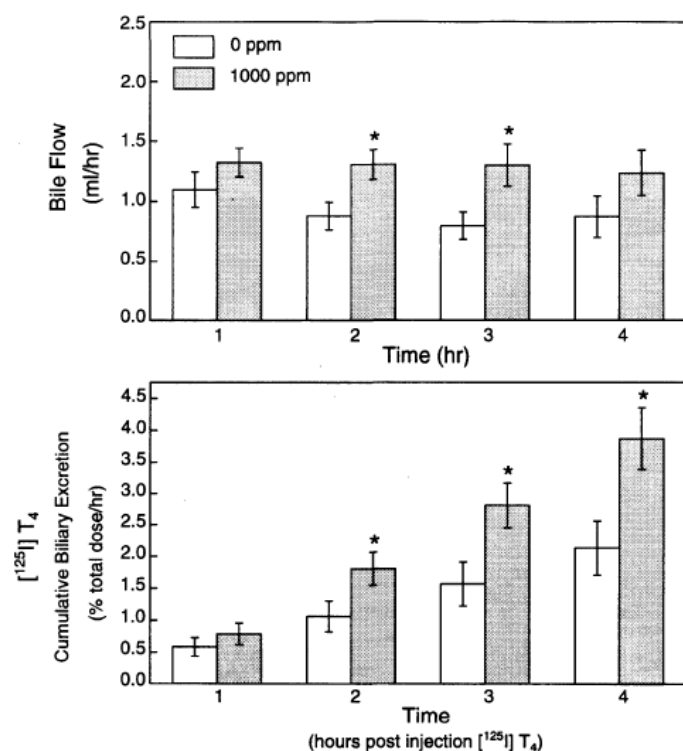 2.5
0 ppm
2.0
1000 ppm
Bile Flow
(ml/hr)
1.5
* *
1.0
0.5
0.0
1 2 3 4
Time (hr)
4.5
*
4.0
3.5
*
3.0
[¹²⁵I] T₄
Cumulative Biliary Excretion
(% total dose/hr)
2.5
*
2.0
1.5
1.0
0.5
0.0
1 2 3 4
Time
(hours post injection [¹²⁵I] T₄)